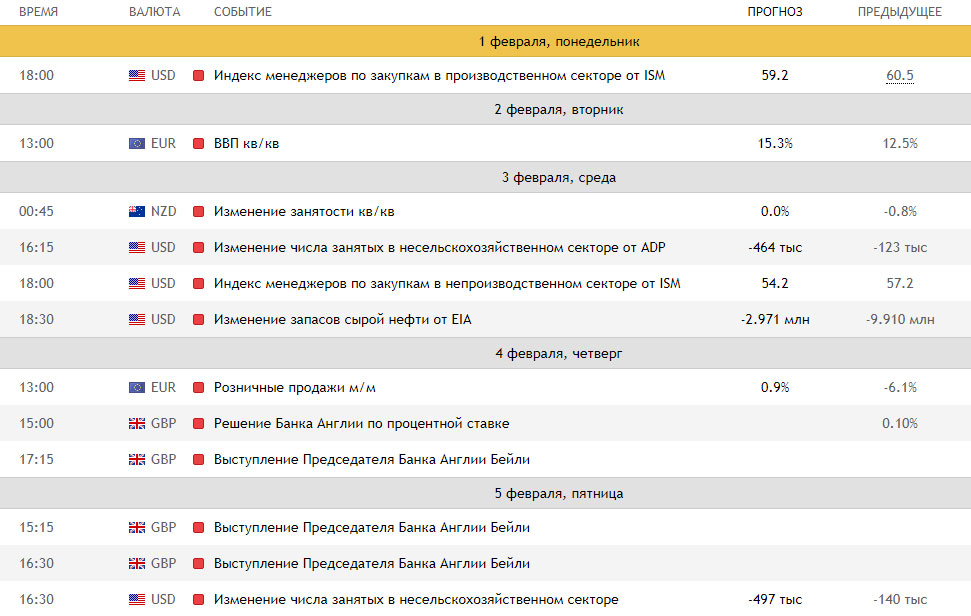 ВРЕМЯ ВАЛЮТА СОБЫТИЕ ПРОГНОЗ ПРЕДЫДУЩЕЕ
1 февраля, понедельник
18:00 USD Индекс менеджеров по закупкам в производственном секторе от ISM 59.2 60.5
2 февраля, вторник
13:00 EUR ВВП кв/кв 15.3% 12.5%
3 февраля, среда
00:45 NZD Изменение занятости кв/кв 0.0% -0.8%
16:15 USD Изменение числа занятых в несельскохозяйственном секторе от ADP -464 тыс -123 тыс
18:00 USD Индекс менеджеров по закупкам в непроизводственном секторе от ISM 54.2 57.2
18:30 USD Изменение запасов сырой нефти от EIA -2.971 млн -9.910 млн
4 февраля, четверг
13:00 EUR Розничные продажи м/м 0.9% -6.1%
15:00 GBP Решение Банка Англии по процентной ставке 0.10%
17:15 GBP Выступление Председателя Банка Англии Бейли
5 февраля, пятница
15:15 GBP Выступление Председателя Банка Англии Бейли
16:30 GBP Выступление Председателя Банка Англии Бейли
16:30 USD Изменение числа занятых в несельскохозяйственном секторе -497 тыс -140 тыс